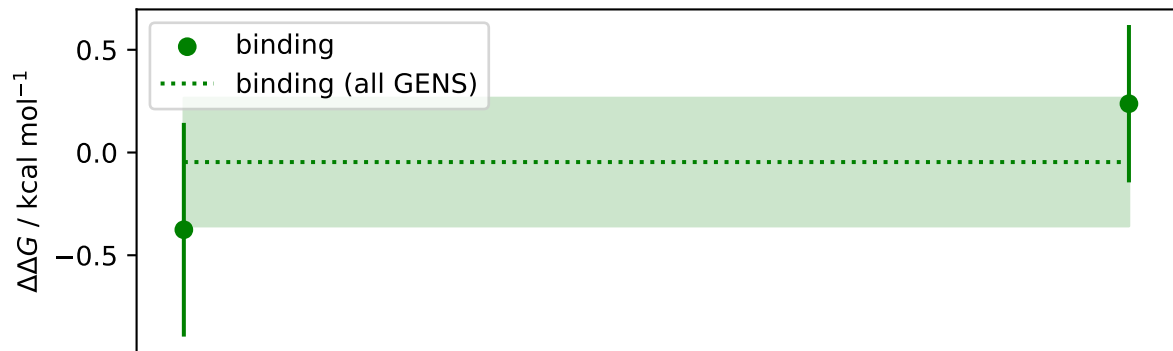 0.5
0.0
−0.5
ΔΔG / kcal mol⁻¹
binding
binding (all GENS)